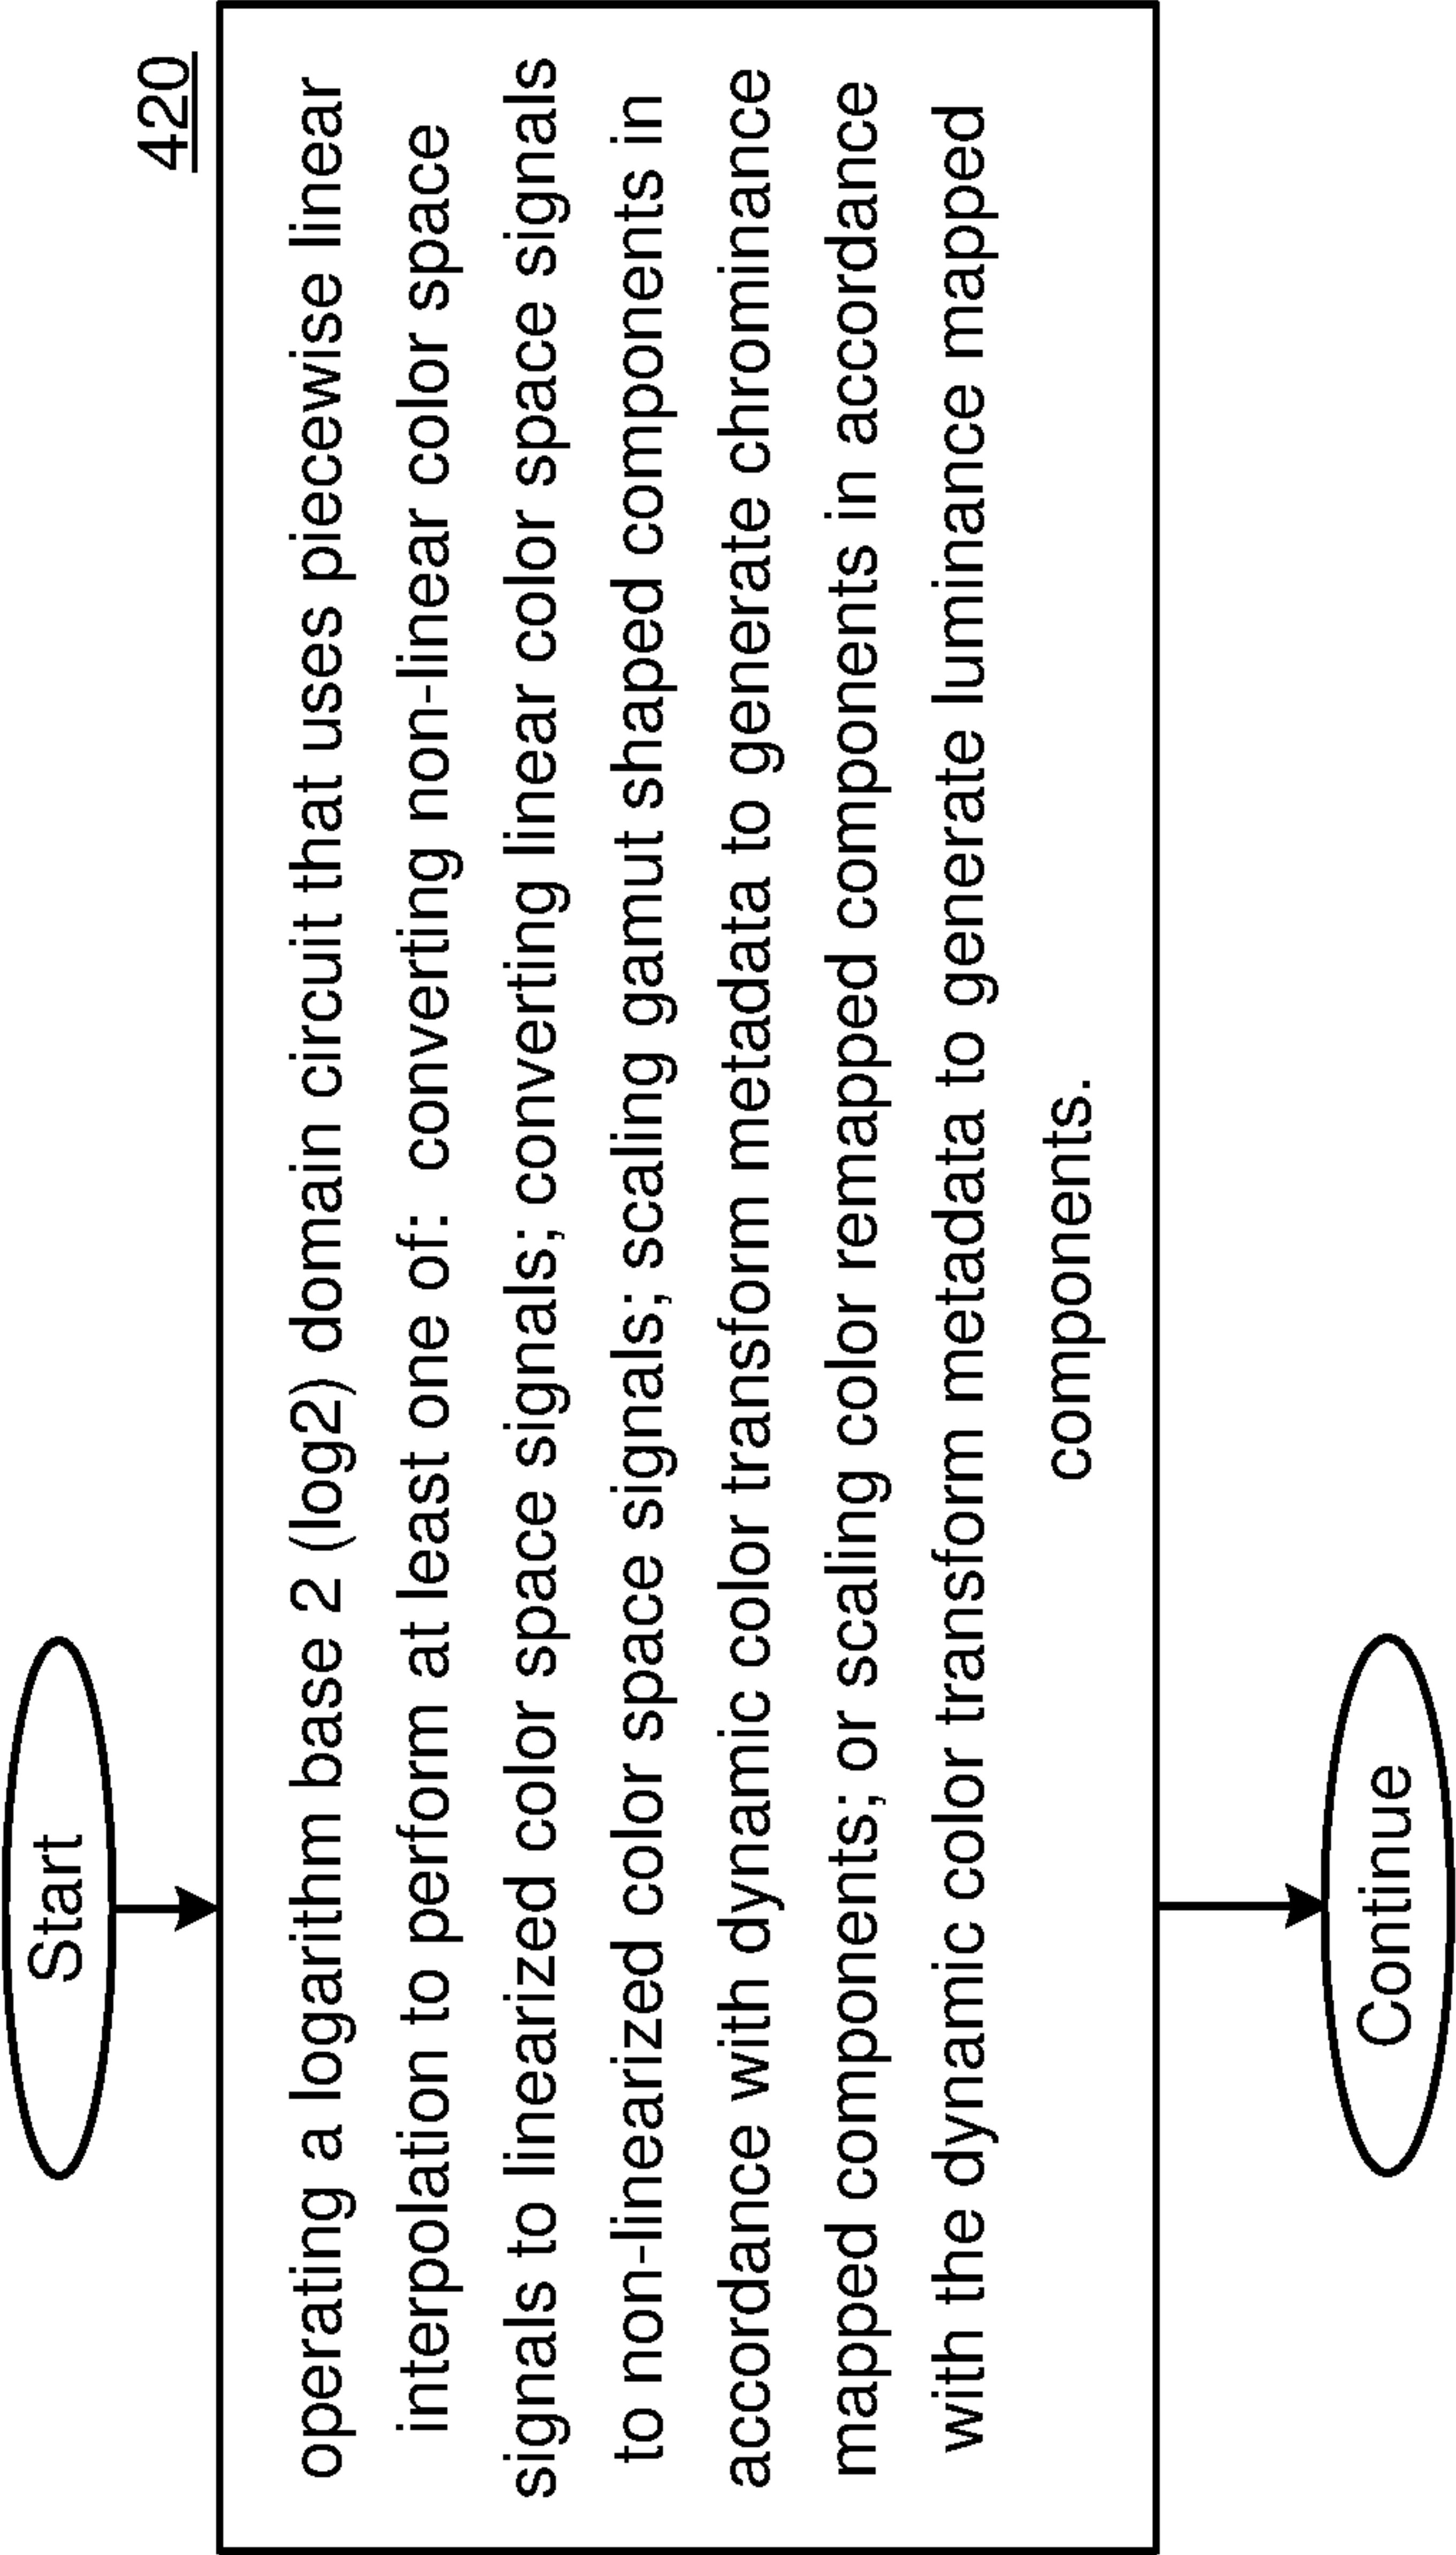 Start
420
operating a logarithm base 2 (log2) domain circuit that uses piecewise linear
interpolation to perform at least one of: converting non-linear color space
signals to linearized color space signals; converting linear color space signals
to non-linearized color space signals; scaling gamut shaped components in
accordance with dynamic color transform metadata to generate chrominance
mapped components; or scaling color remapped components in accordance
with the dynamic color transform metadata to generate luminance mapped
components.
Continue